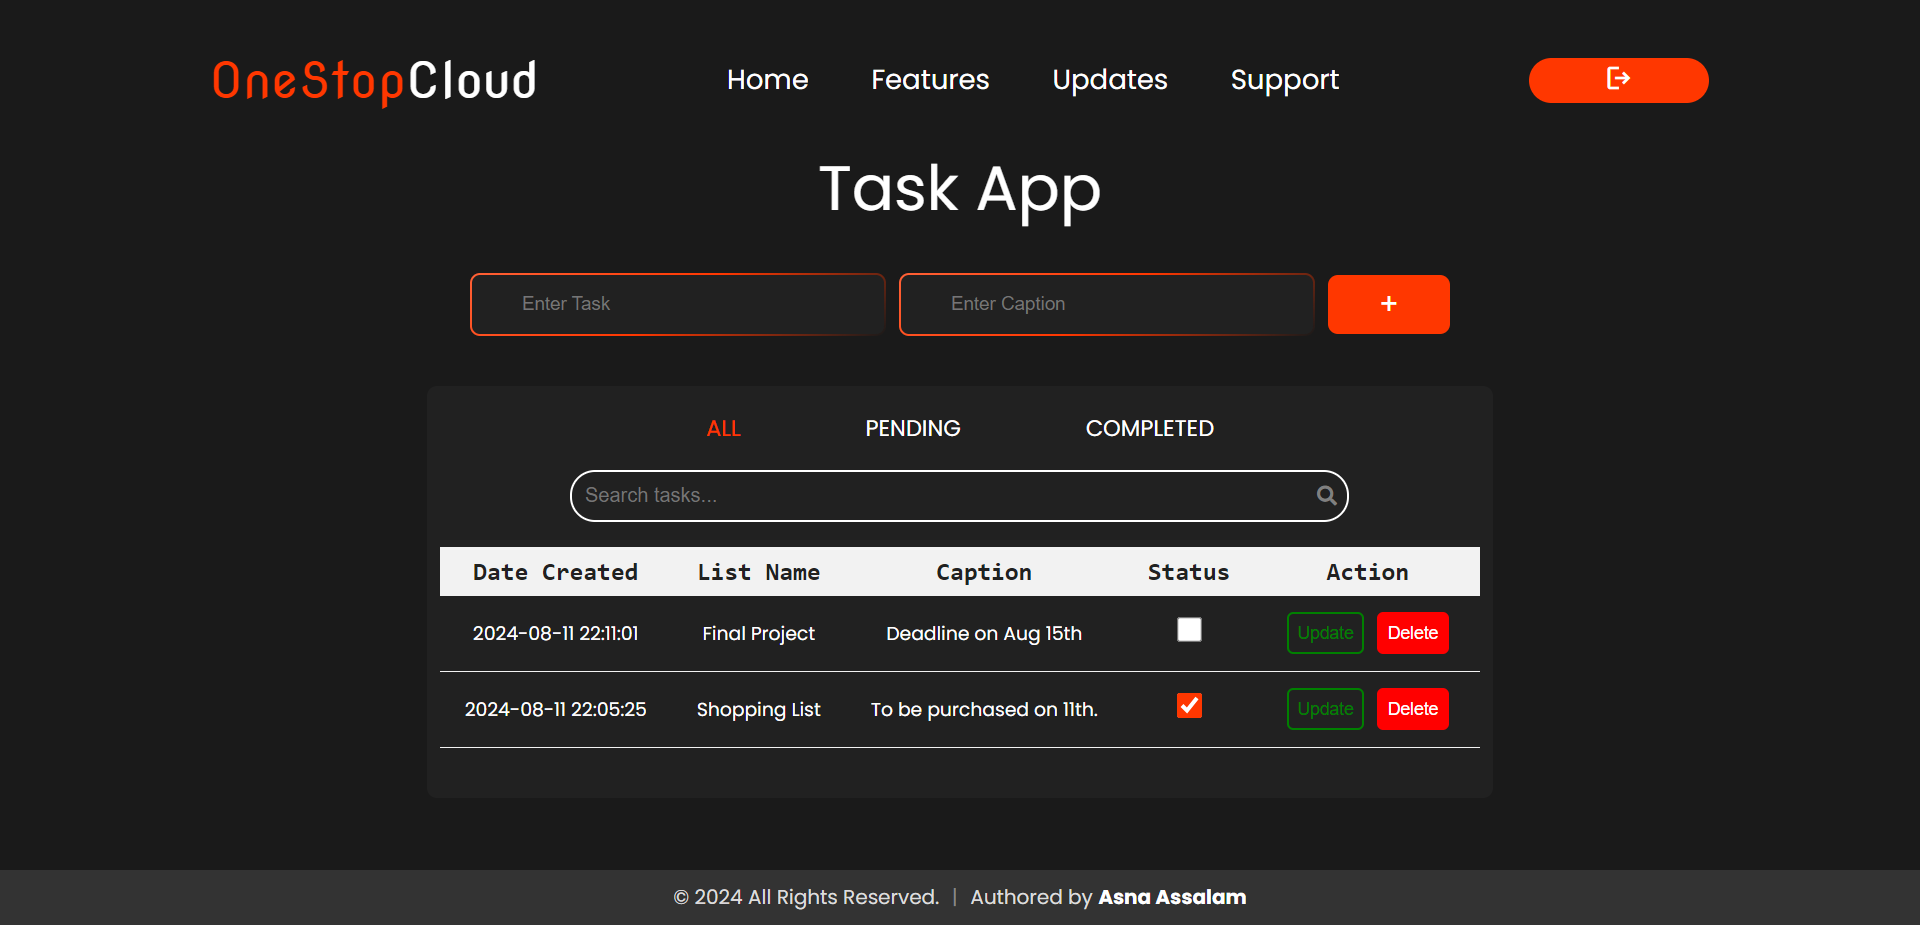 OneStopCloud Home Features Updates Support
Task App
Enter Task Enter Caption +
ALL PENDING COMPLETED
Search tasks...
Date Created List Name Caption Status Action
2024-08-11 22:11:01 Final Project Deadline on Aug 15th Update Delete
2024-08-11 22:05:25 Shopping List To be purchased on 11th. Update Delete
© 2024 All Rights Reserved. | Authored by Asna Assalam